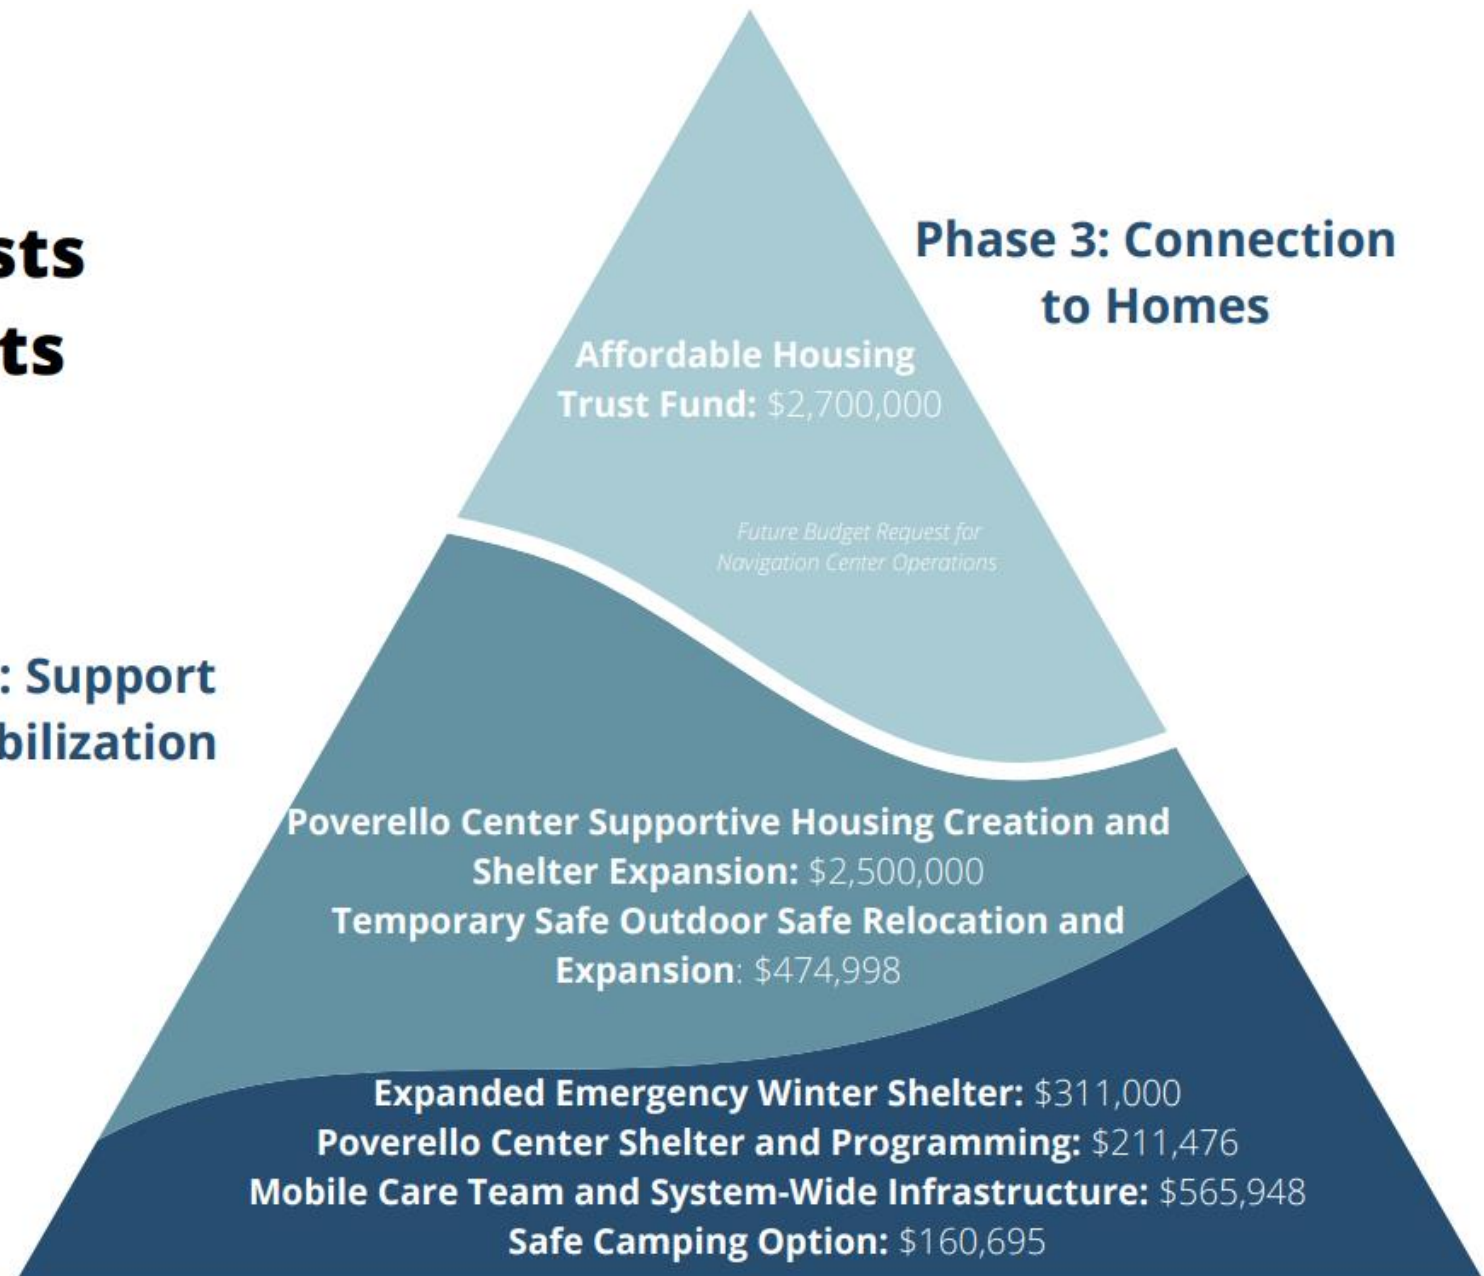 sts
ts
Phase 3: Connection
to Homes
Affordable Housing
Trust Fund: $2,700,000
Future Budget Request for
Navigation Center Operations
: Support
bilization
Poverello Center Supportive Housing Creation and
Shelter Expansion: $2,500,000
Temporary Safe Outdoor Safe Relocation and
Expansion: $474,998
Expanded Emergency Winter Shelter: $311,000
Poverello Center Shelter and Programming: $211,476
Mobile Care Team and System-Wide Infrastructure: $565,948
Safe Camping Option: $160,695